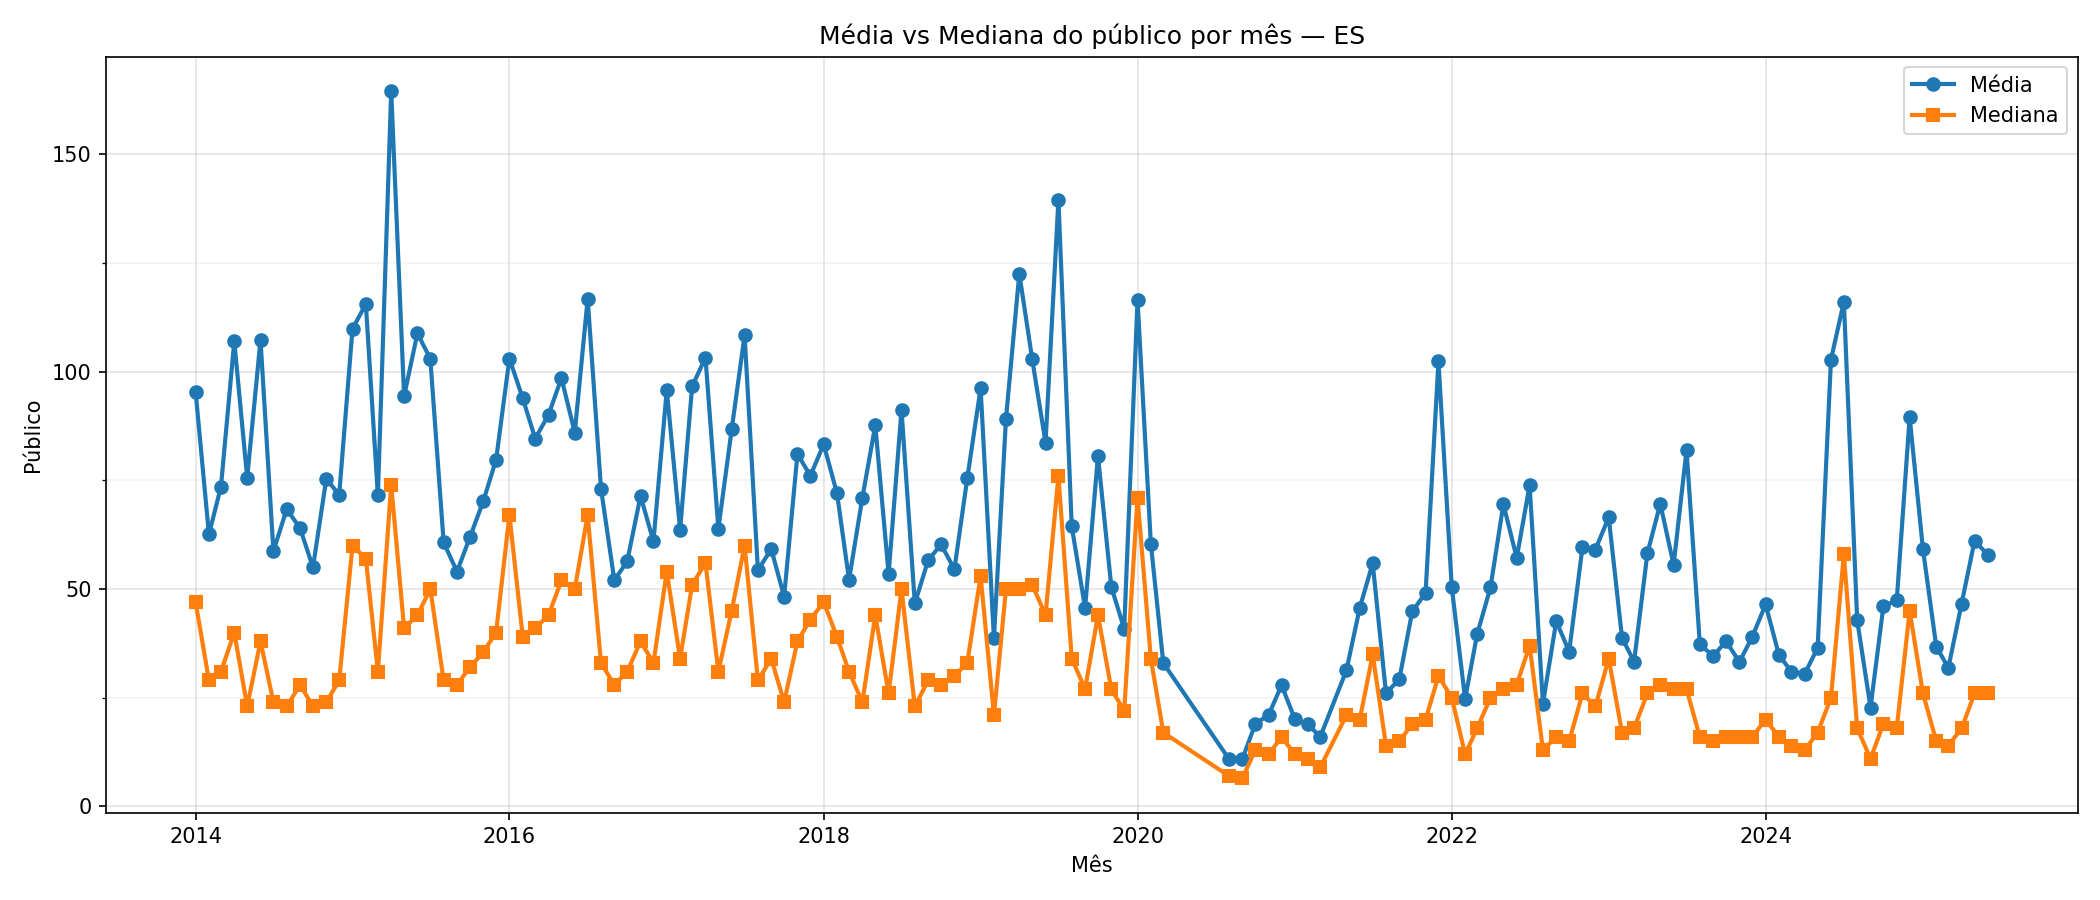 Média vs Mediana do público por mês — ES
Média
Mediana
Público
150
100
50
0
2014
2016
2018
2020
2022
2024
Mês